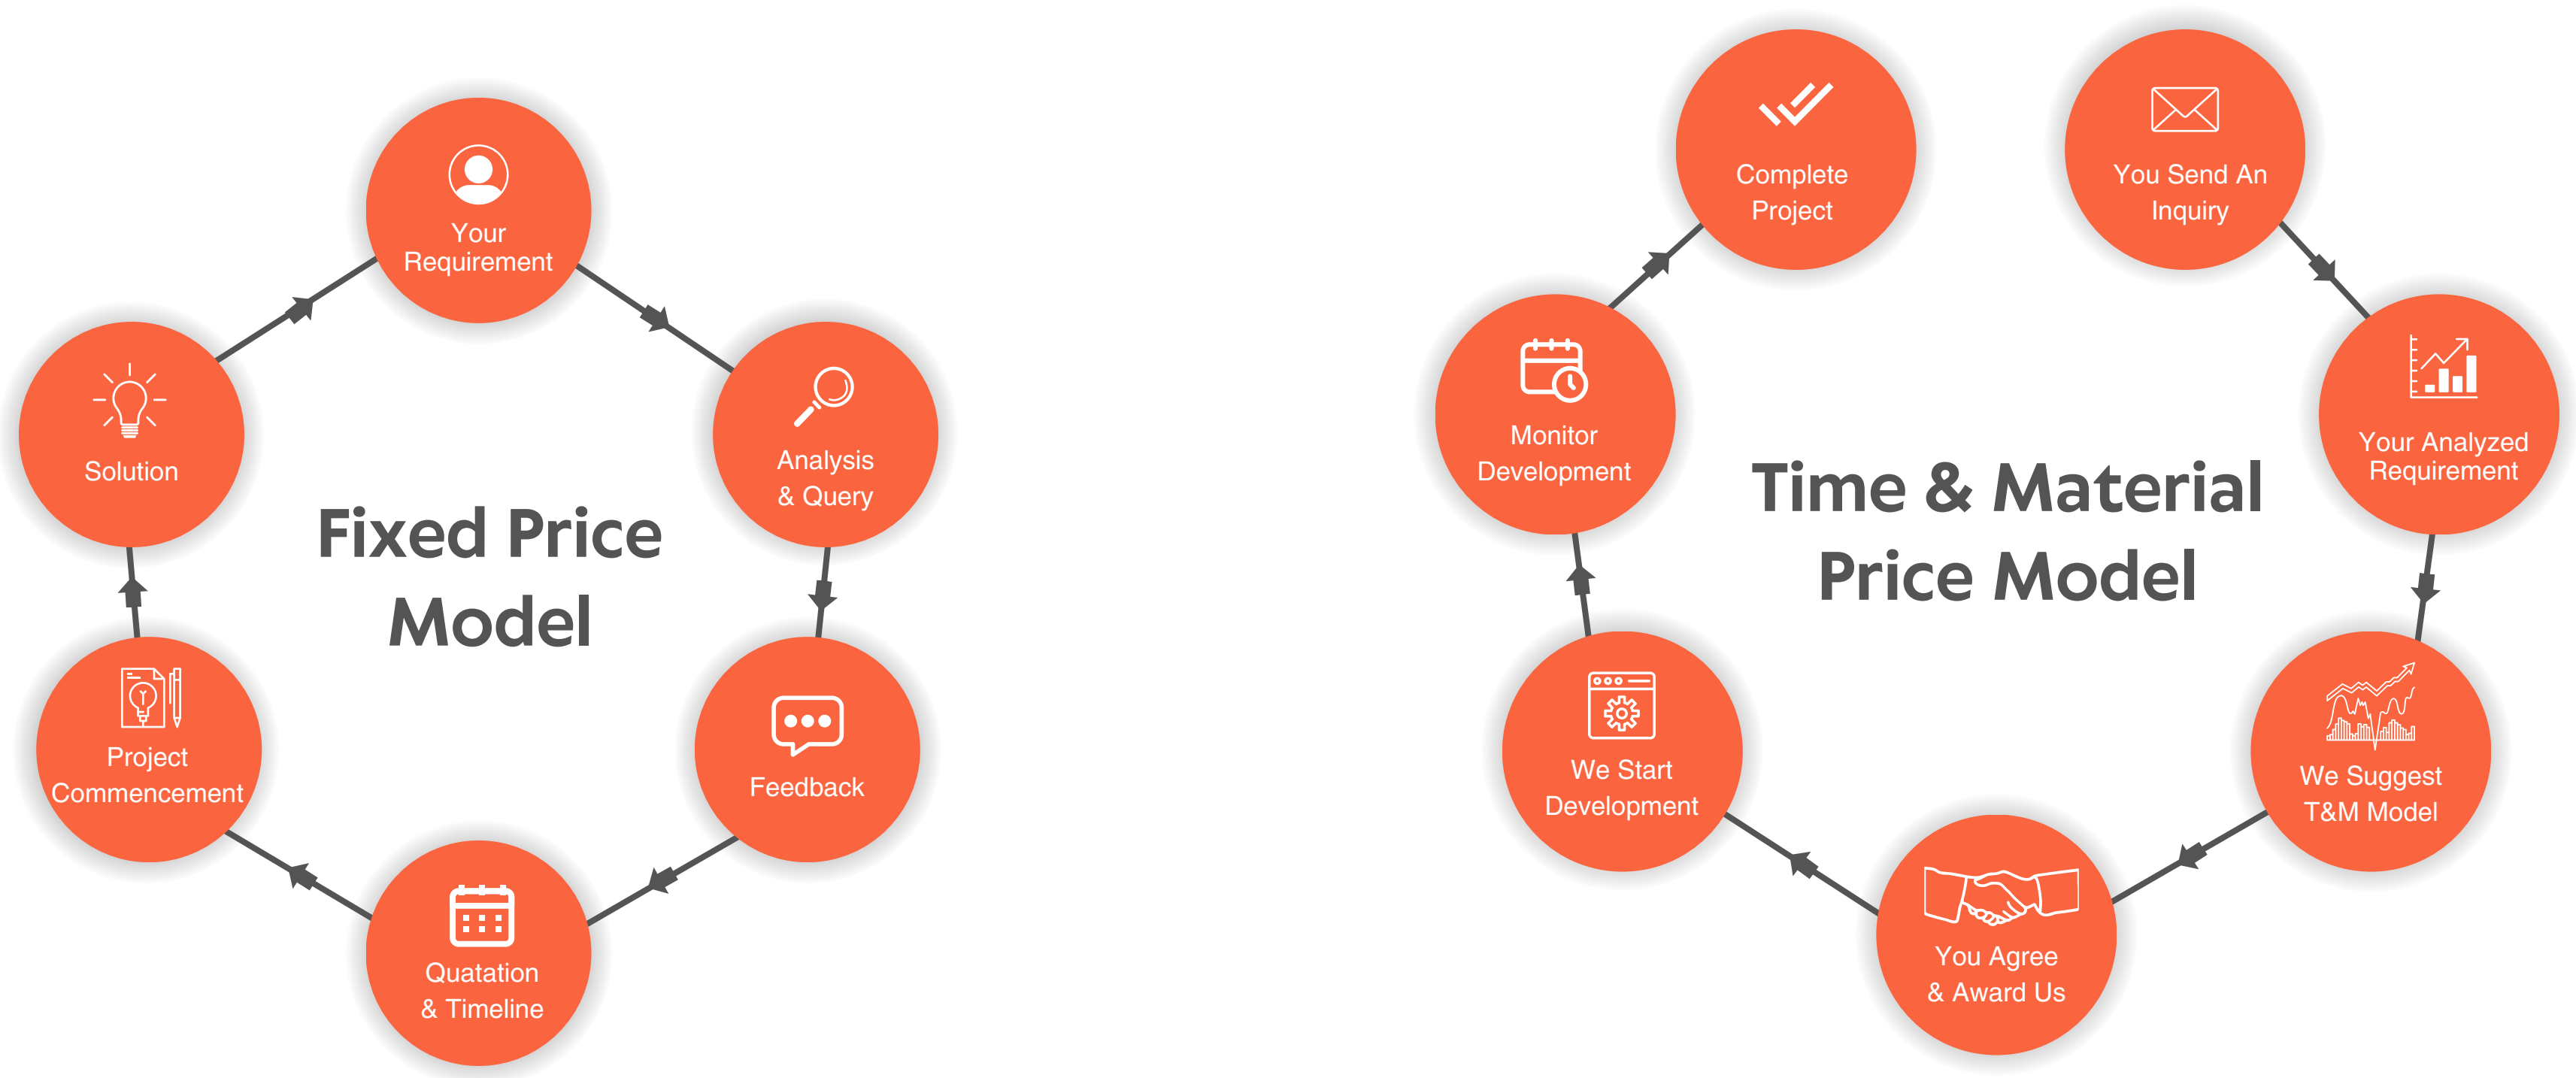 Fixed Price
Model
Your
Requirement
Analysis
& Query
Feedback
Quatation
& Timeline
Project
Commencement
Solution
Time & Material
Price Model
You Send An
Inquiry
Your Analyzed
Requirement
We Suggest
T&M Model
You Agree
& Award Us
We Start
Development
Monitor
Development
Complete
Project